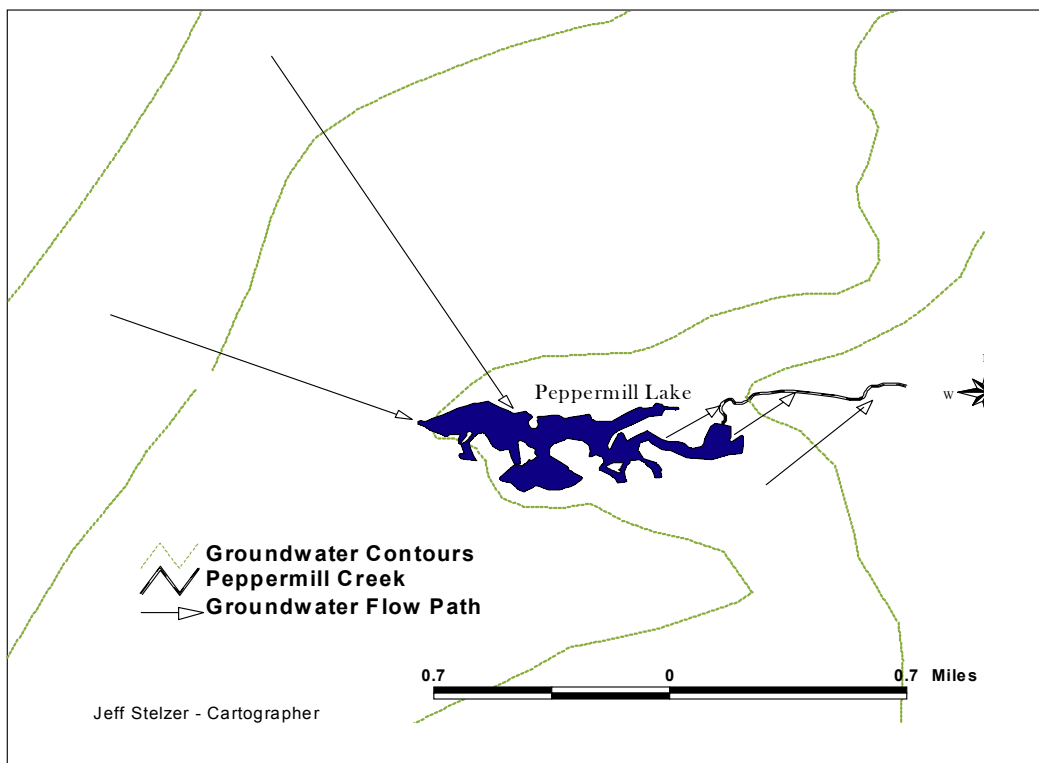 Peppermill Lake
W
Groundwater Contours
Peppermill Creek
Groundwater Flow Path
0.7 0 0.7 Miles
Jeff Stelzer - Cartographer